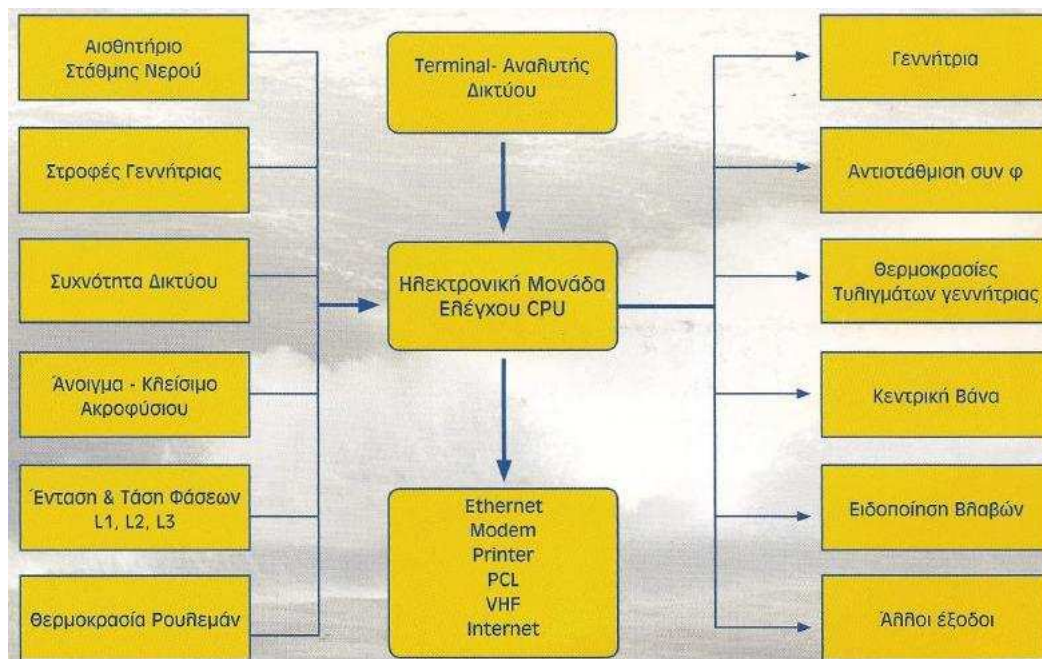 Αισθητήριο
Στάθμης Νερού
Στροφές Γεννήτριας
Συχνότητα Δικτύου
Άνοιγμα - Κλείσιμο
Ακροφύσιου
Ένταση & Τάση Φάσεων
L1, L2, L3
Θερμοκρασία Ρουλεμάν
Terminal- Αναλυτής
Δικτύου
Ηλεκτρονική Μονάδα
Ελέγχου CPU
Ethernet
Modem
Printer
PCL
VHF
Internet
Γεννήτρια
Αντιστάθμιση συν φ
Θερμοκρασίες
Τυλιγμάτων γεννήτριας
Κεντρική Βάνα
Ειδοποίηση Βλαβών
Άλλοι έξοδοι